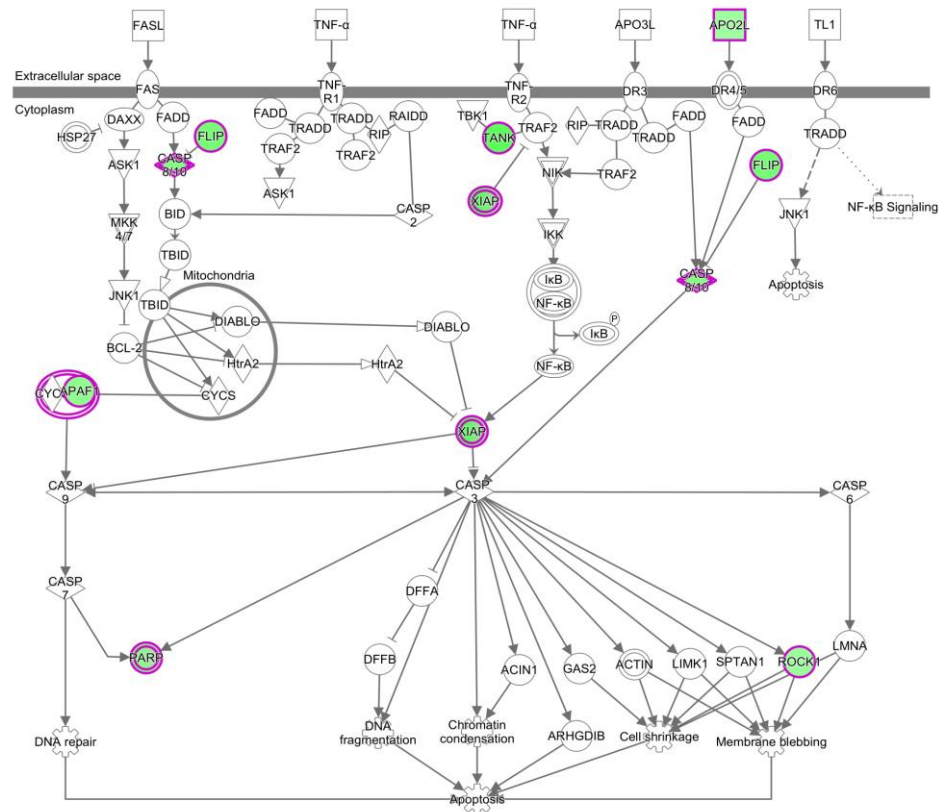 FASL
TNF-α
TNF-α
APO3L
APO2L
TL1
Extracellular space
Cytoplasm
FAS
TNF-
R1
TNF-
R2
DR3
DR4/5
DR6
DAXX
FADD
HSP27
FLIP
FADD
TRADD
TRADD
RIP
RAIDD
TBK1
TANK
TRAF2
RIP
TRADD
TRADD
FADD
FADD
TRADD
ASK1
CASP
8/10
TRAF2
TRAF2
ASK1
NIK
TRAF2
FLIP
XIAP
MKK
4/7
BID
CASP
2
IKK
JNK1
NF-κB Signaling
TBID
Mitochondria
JNK1
TBID
IκB
NF-κB
CASP
8/10
Apoptosis
DIABLO
DIABLO
P
IκB
BCL-2
HtrA2
HtrA2
NF-κB
CYC
APAF1
CYCS
XIAP
CASP
9
CASP
3
CASP
6
CASP
7
DFFA
PARP
DFFB
ACIN1
GAS2
ACTIN
LIMK1
SPTAN1
ROCK1
LMNA
DNA repair
DNA
fragmentation
Chromatin
condensation
ARHGDIB
Cell shrinkage
Membrane blebbing
Apoptosis